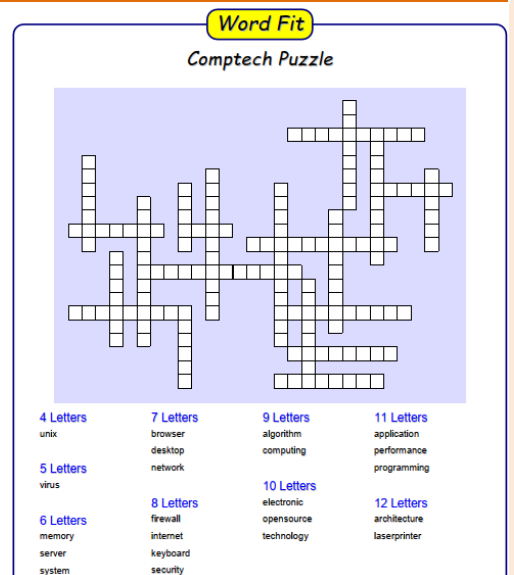 Word Fit
Comptech Puzzle
4 Letters
unix
5 Letters
virus
6 Letters
memory
server
system
7 Letters
browser
desktop
network
8 Letters
firewall
internet
keyboard
security
9 Letters
algorithm
computing
10 Letters
electronic
opensource
technology
11 Letters
application
performance
programming
12 Letters
architecture
laserprinter